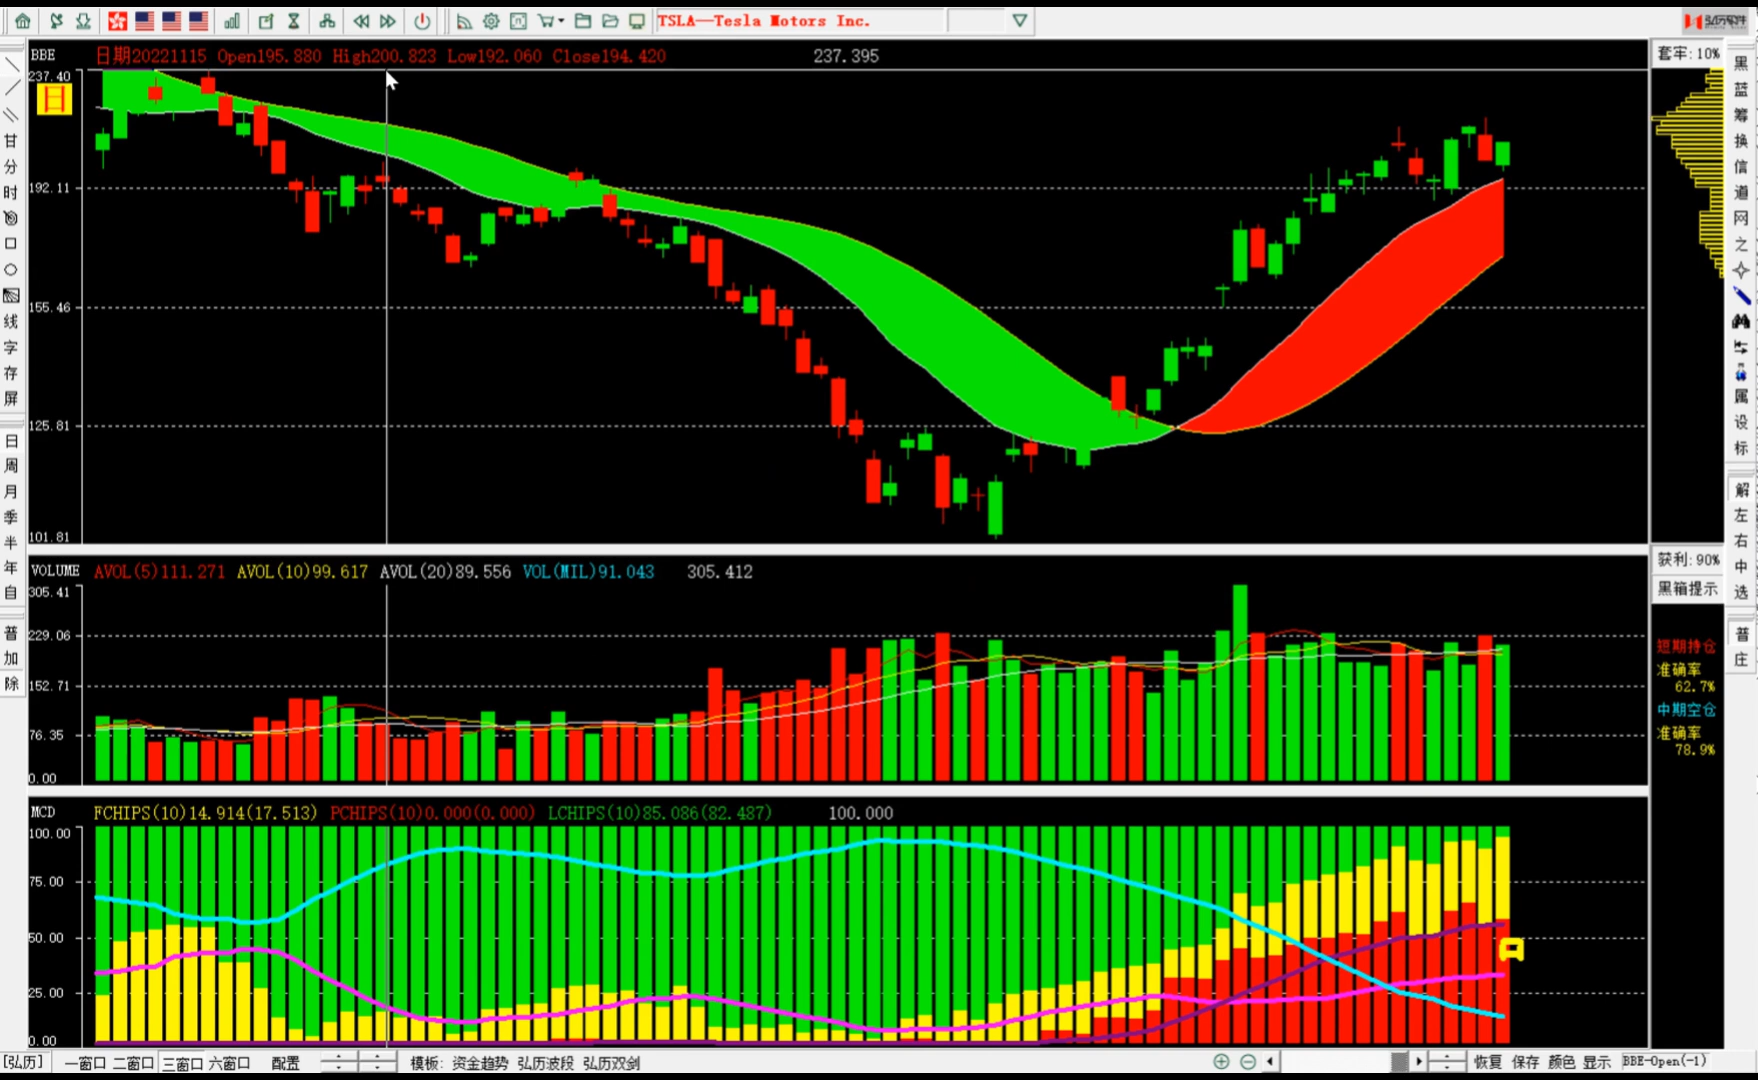 TSLA—Tesla Motors Inc.
弘历软件
BBE 日期20221115 Open195.880 High200.823 Low192.060 Close194.420 237.395
套牢: 10%
237.40
日
192.11
155.46
125.81
101.81
甘
分
时
线
字
存
屏
日
周
月
季
半
年
自
普
加
除
黑
蓝
筹
换
信
道
网
之
属
设
标
解
左
右
中
选
普
庄
获利: 90%
黑箱提示
短期持仓
准确率
62.7%
中期空仓
准确率
78.9%
VOLUME AVOL(5)111.271 AVOL(10)99.617 AVOL(20)89.556 VOL(MIL)91.043 305.412
305.41
229.06
152.71
76.35
0.00
MCD FCHIPS(10)14.914(17.513) PCHIPS(10)0.000(0.000) LCHIPS(10)85.086(82.487) 100.000
100.00
75.00
50.00
25.00
0.00
[弘历] 一窗口 二窗口 三窗口 六窗口 配置 模板: 资金趋势 弘历波段 弘历双剑 恢复 保存 颜色 显示 BBE-Open(-1)